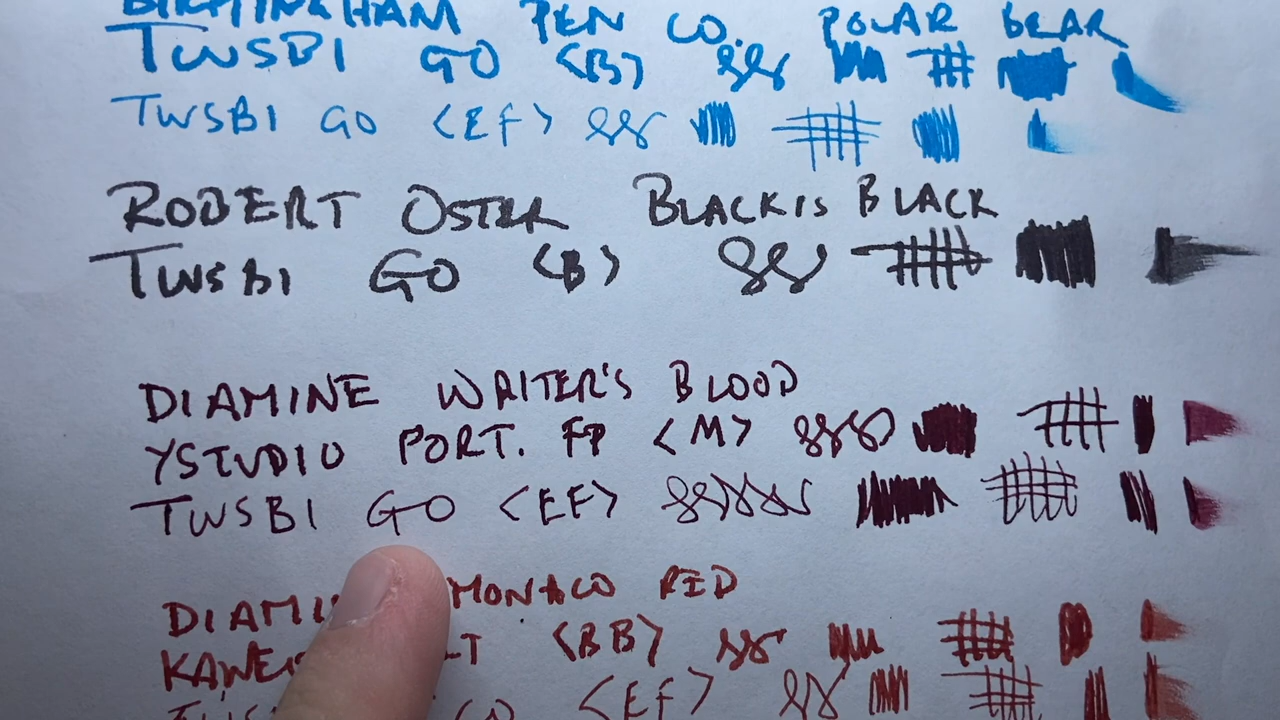 BIRMINGHAM PEN CO. POLAR BEAR
TWSBI GO <B>
TWSBI GO <EF>
ROBERT OSTER BLACK IS BLACK
TWSBI GO <B>
DIAMINE WRITER'S BLOOD
YSTUDIO PORT. FP <M>
TWSBI GO <EF>
MONACO RED
<BB>
<EF>